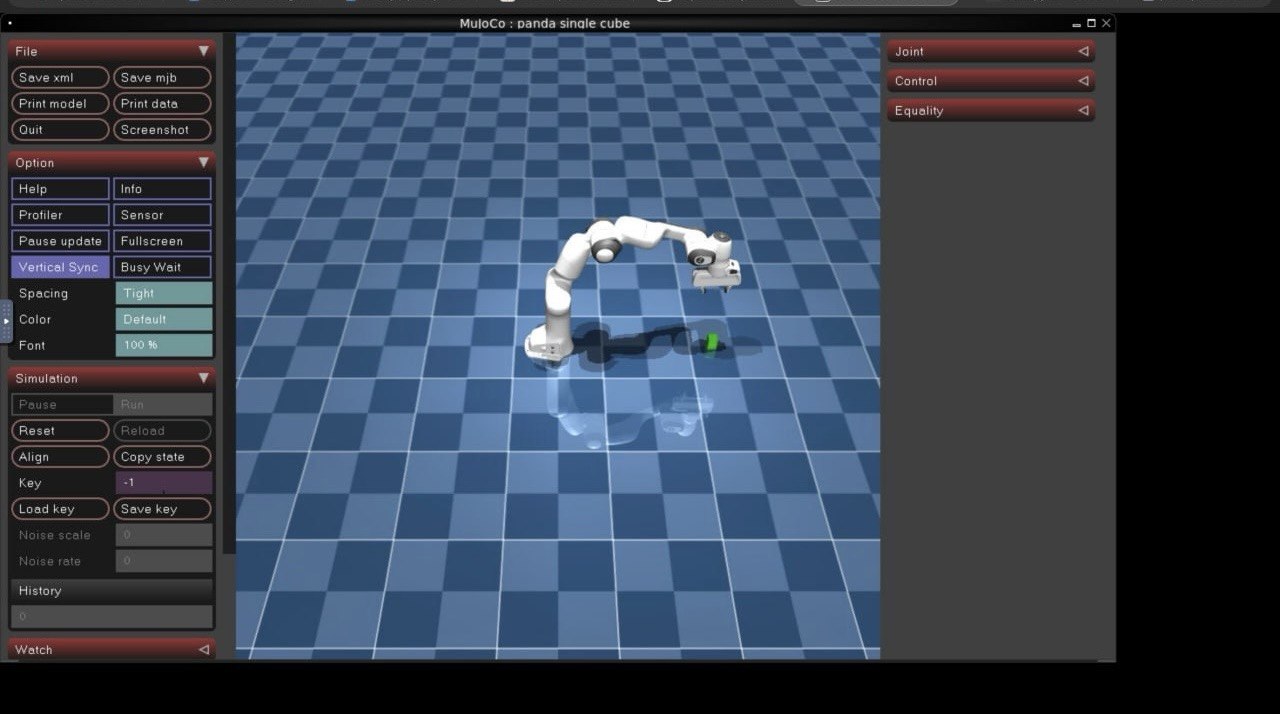 MuJoCo : panda single cube
File
Save xml Save mjb
Print model Print data
Quit Screenshot
Option
Help Info
Profiler Sensor
Pause update Fullscreen
Vertical Sync Busy Wait
Spacing Tight
Color Default
Font 100 %
Simulation
Pause Run
Reset Reload
Align Copy state
Key -1
Load key Save key
Noise scale 0
Noise rate 0
History
0
Watch
Joint
Control
Equality